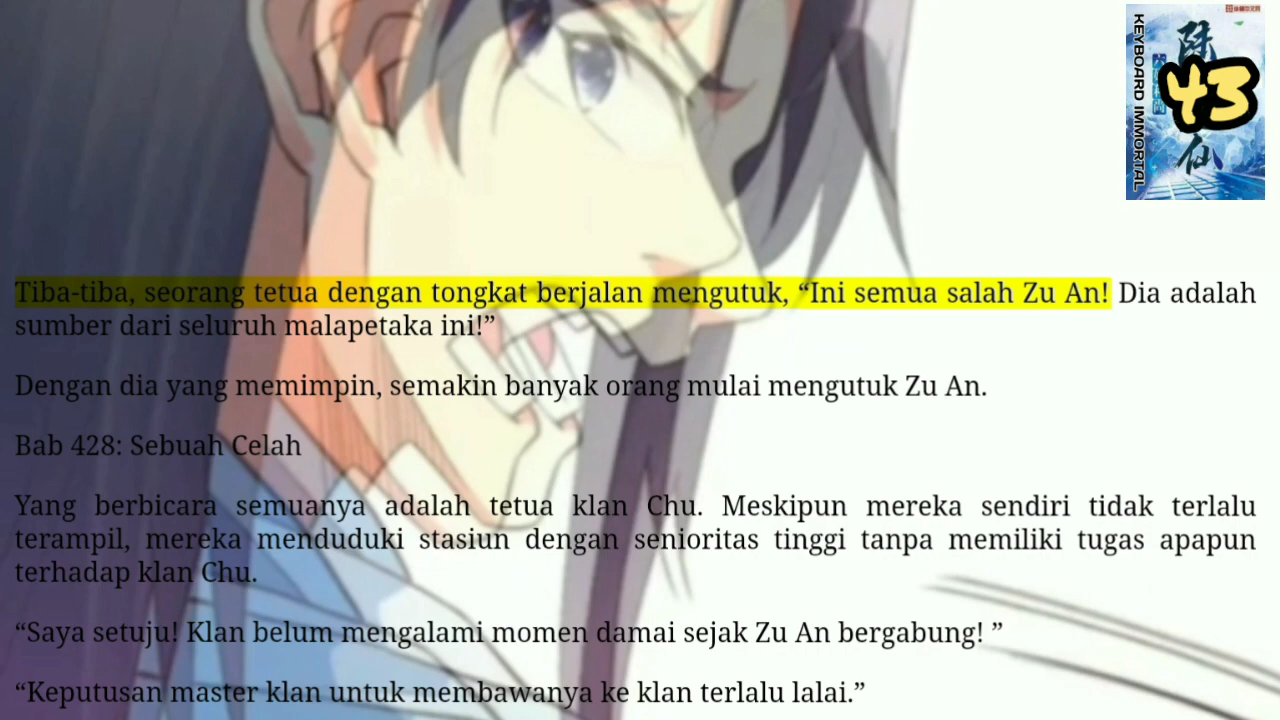 KEYBOARD IMMORTAL
陆
43
仙
Tiba-tiba, seorang tetua dengan tongkat berjalan mengutuk, “Ini semua salah Zu An! Dia adalah
sumber dari seluruh malapetaka ini!”
Dengan dia yang memimpin, semakin banyak orang mulai mengutuk Zu An.
Bab 428: Sebuah Celah
Yang berbicara semuanya adalah tetua klan Chu. Meskipun mereka sendiri tidak terlalu
terampil, mereka menduduki stasiun dengan senioritas tinggi tanpa memiliki tugas apapun
terhadap klan Chu.
“Saya setuju! Klan belum mengalami momen damai sejak Zu An bergabung! ”
“Keputusan master klan untuk membawanya ke klan terlalu lalai.”